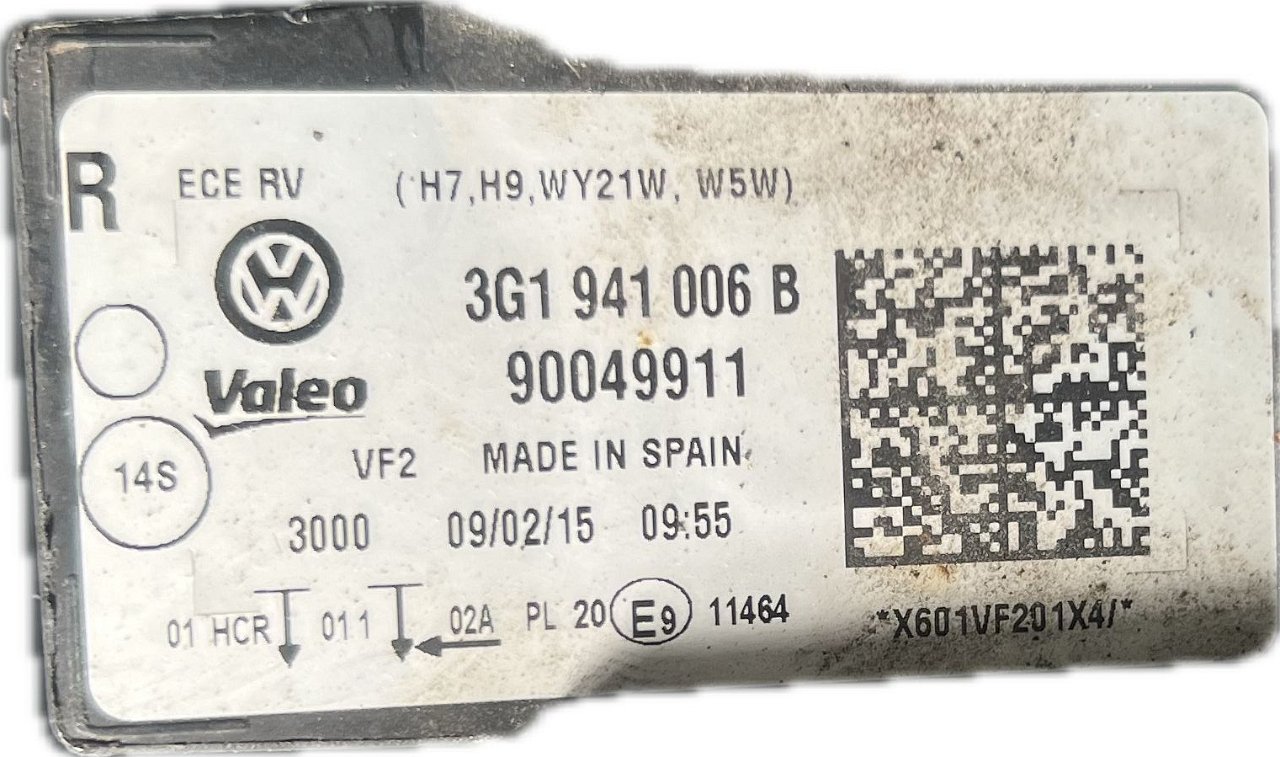 R
ECE RV (H7,H9,WY21W, W5W)
3G1 941 006 B
Valeo
90049911
14S
VF2 MADE IN SPAIN
3000 09/02/15 09:55
01 HCR 01 1 02A PL 20 E9 11464
*X601VF201X4/*